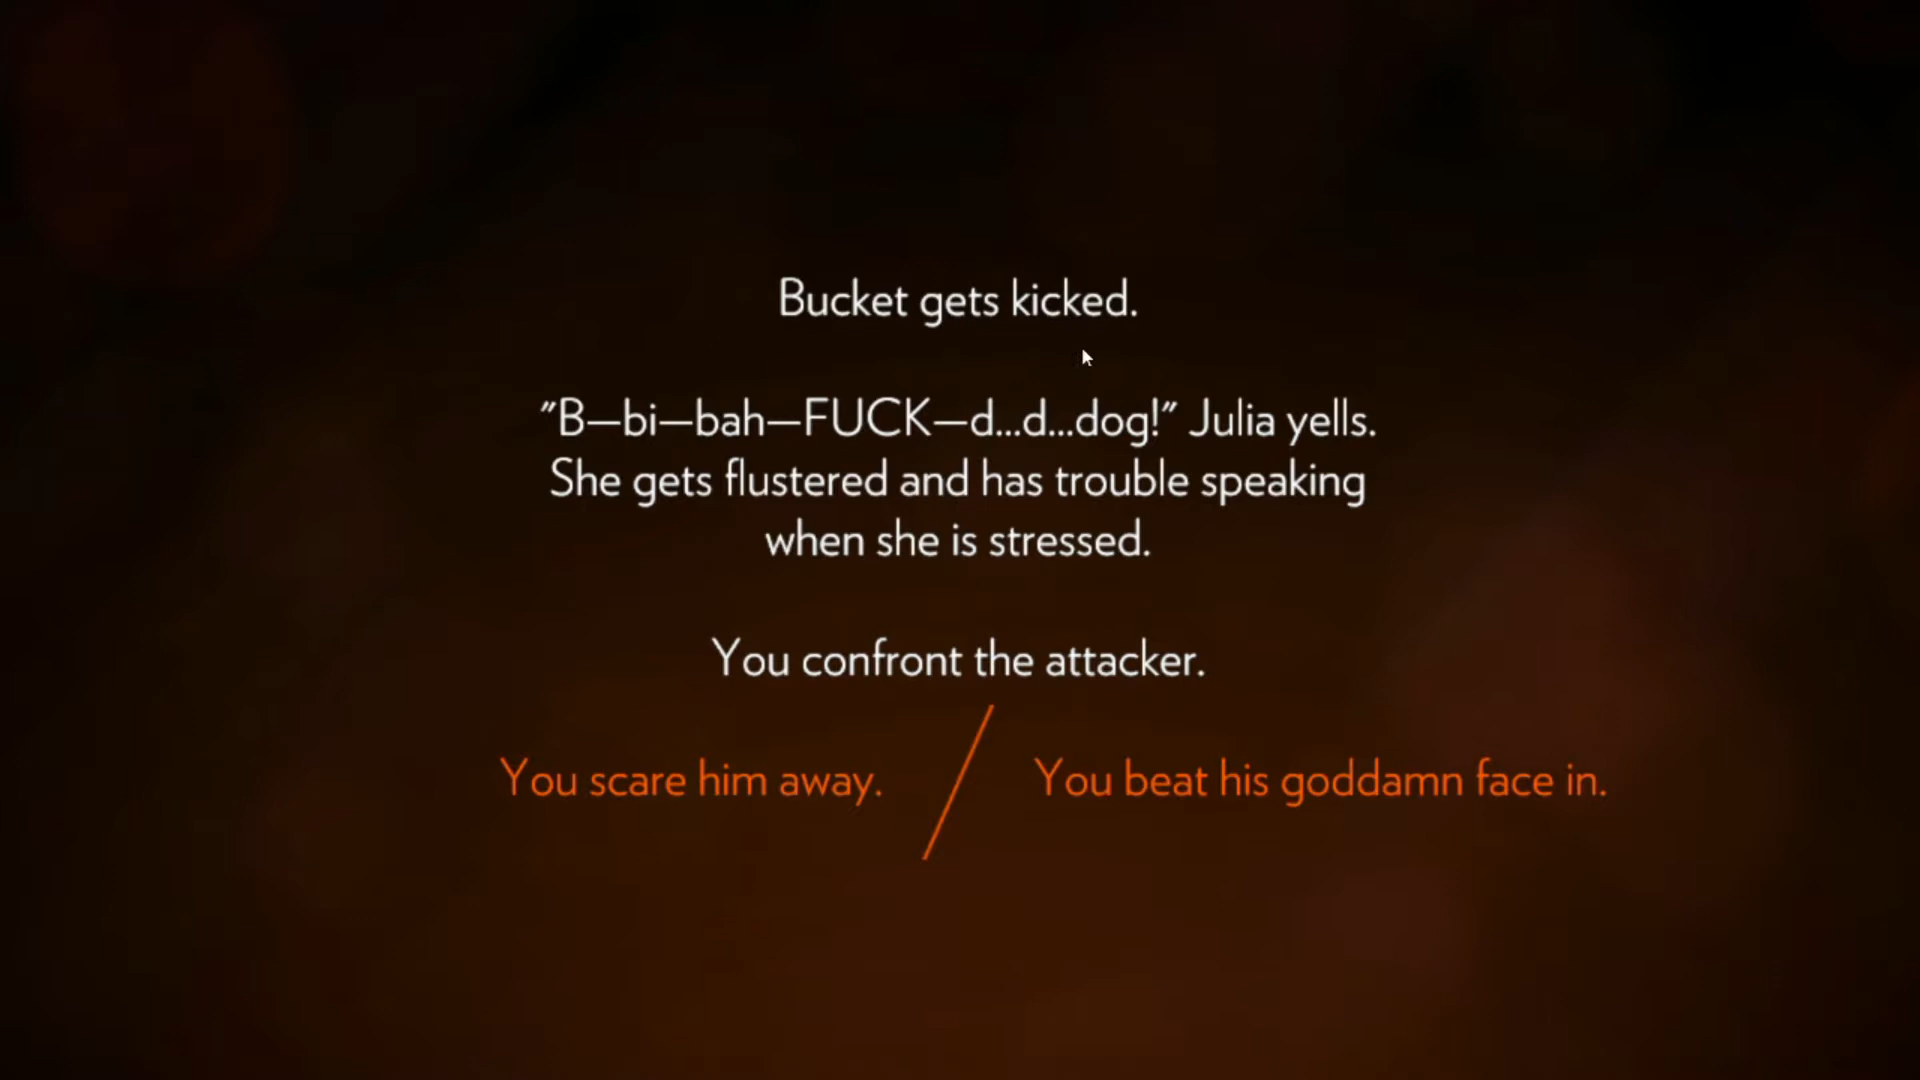 Bucket gets kicked.
"B—bi—bah—FUCK—d...d...dog!" Julia yells.
She gets flustered and has trouble speaking
when she is stressed.
You confront the attacker.
You scare him away. / You beat his goddamn face in.